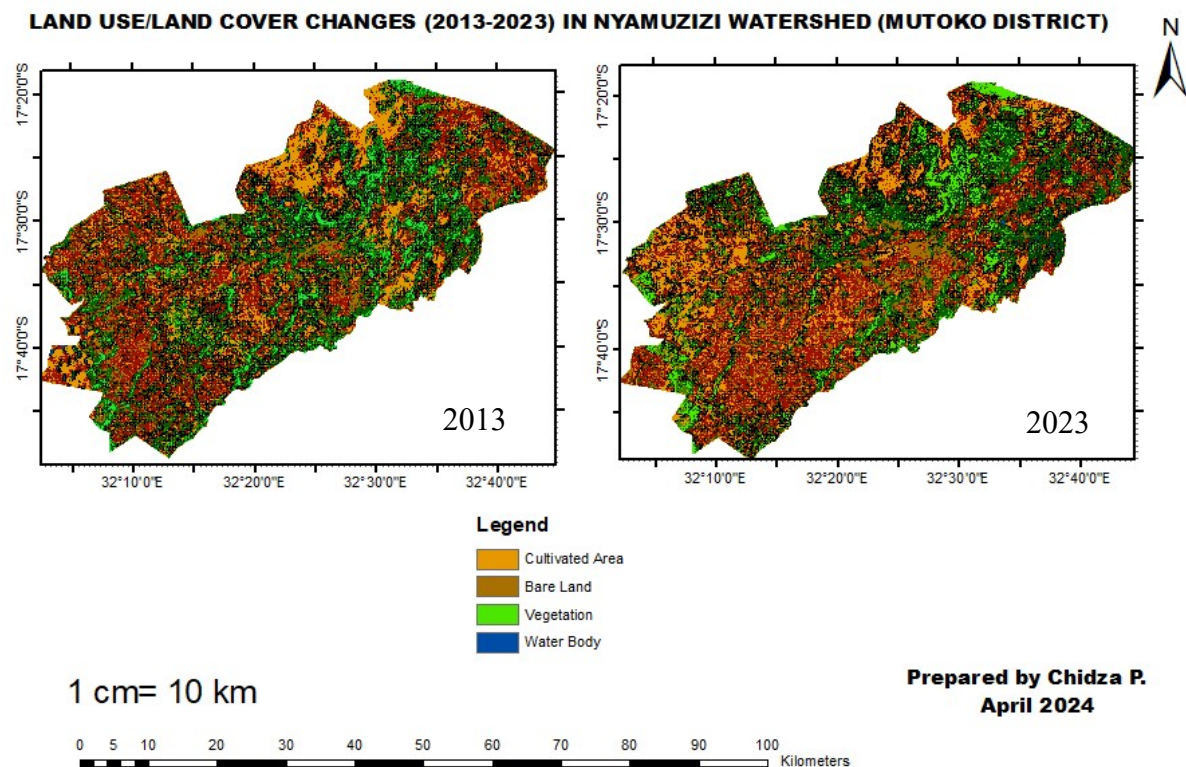 LAND USE/LAND COVER CHANGES (2013-2023) IN NYAMUZIZI WATERSHED (MUTOKO DISTRICT)
N
17°20'0"S
17°30'0"S
17°40'0"S
2013
32°10'0"E 32°20'0"E 32°30'0"E 32°40'0"E
17°20'0"S
17°30'0"S
17°40'0"S
2023
32°10'0"E 32°20'0"E 32°30'0"E 32°40'0"E
Legend
Cultivated Area
Bare Land
Vegetation
Water Body
1 cm= 10 km
Prepared by Chidza P.
April 2024
0 5 10 20 30 40 50 60 70 80 90 100
Kilometers